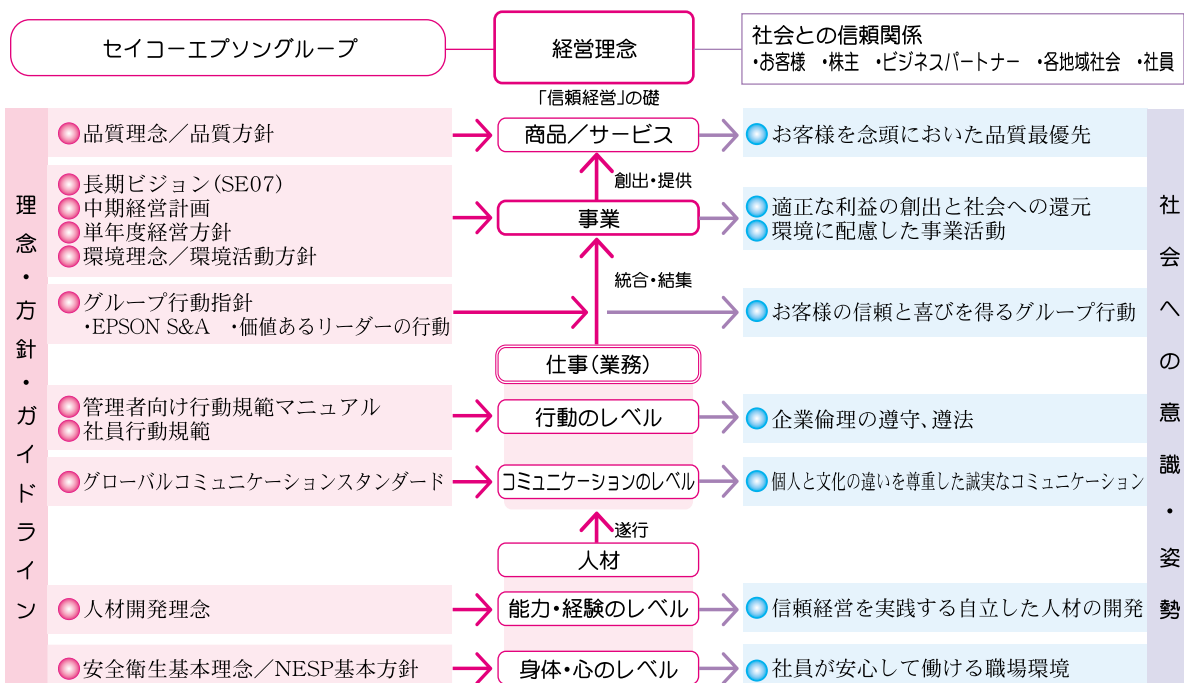 セイコーエプソングループ
経営理念
社会との信頼関係
・お客様 ・株主 ・ビジネスパートナー ・各地域社会 ・社員
「信頼経営」の礎
理念・方針・ガイドライン
品質理念／品質方針
商品／サービス
お客様を念頭においた品質最優先
創出・提供
長期ビジョン（SE07）
中期経営計画
単年度経営方針
環境理念／環境活動方針
事業
適正な利益の創出と社会への還元
環境に配慮した事業活動
統合・結集
グループ行動指針
・EPSON S&A ・価値あるリーダーの行動
お客様の信頼と喜びを得るグループ行動
仕事（業務）
管理者向け行動規範マニュアル
社員行動規範
行動のレベル
企業倫理の遵守、遵法
グローバルコミュニケーションスタンダード
コミュニケーションのレベル
個人と文化の違いを尊重した誠実なコミュニケーション
遂行
人材
人材開発理念
能力・経験のレベル
信頼経営を実践する自立した人材の開発
安全衛生基本理念／NESP基本方針
身体・心のレベル
社員が安心して働ける職場環境
社会への意識・姿勢